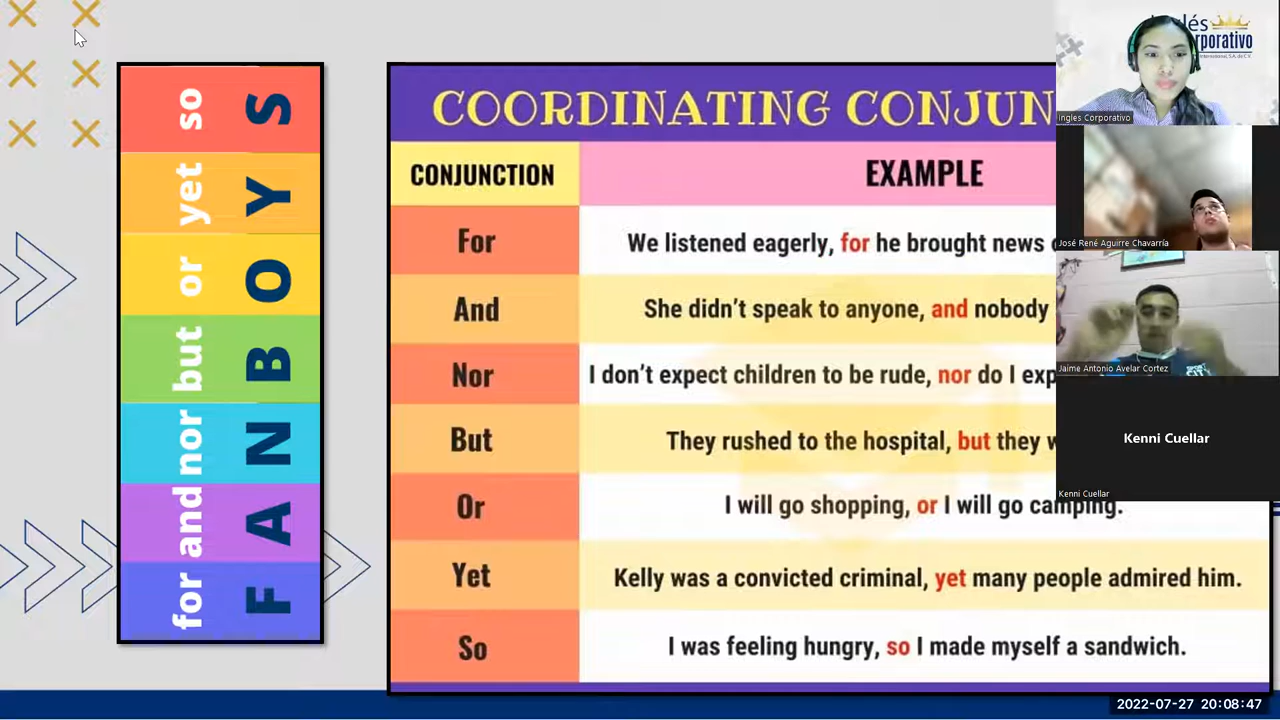 so
yet
or
but
nor
and
for
S
Y
O
B
N
A
F
COORDINATING CONJUN
CONJUNCTION EXAMPLE
For We listened eagerly, for he brought news
And She didn't speak to anyone, and nobody
Nor I don't expect children to be rude, nor do I exp
But They rushed to the hospital, but they w
Or I will go shopping, or I will go camping.
Yet Kelly was a convicted criminal, yet many people admired him.
So I was feeling hungry, so I made myself a sandwich.
Ingles Corporativo
José René Aguirre Chavarría
Jaime Antonio Avelar Cortez
Kenni Cuellar
Kenni Cuellar
2022-07-27 20:08:47